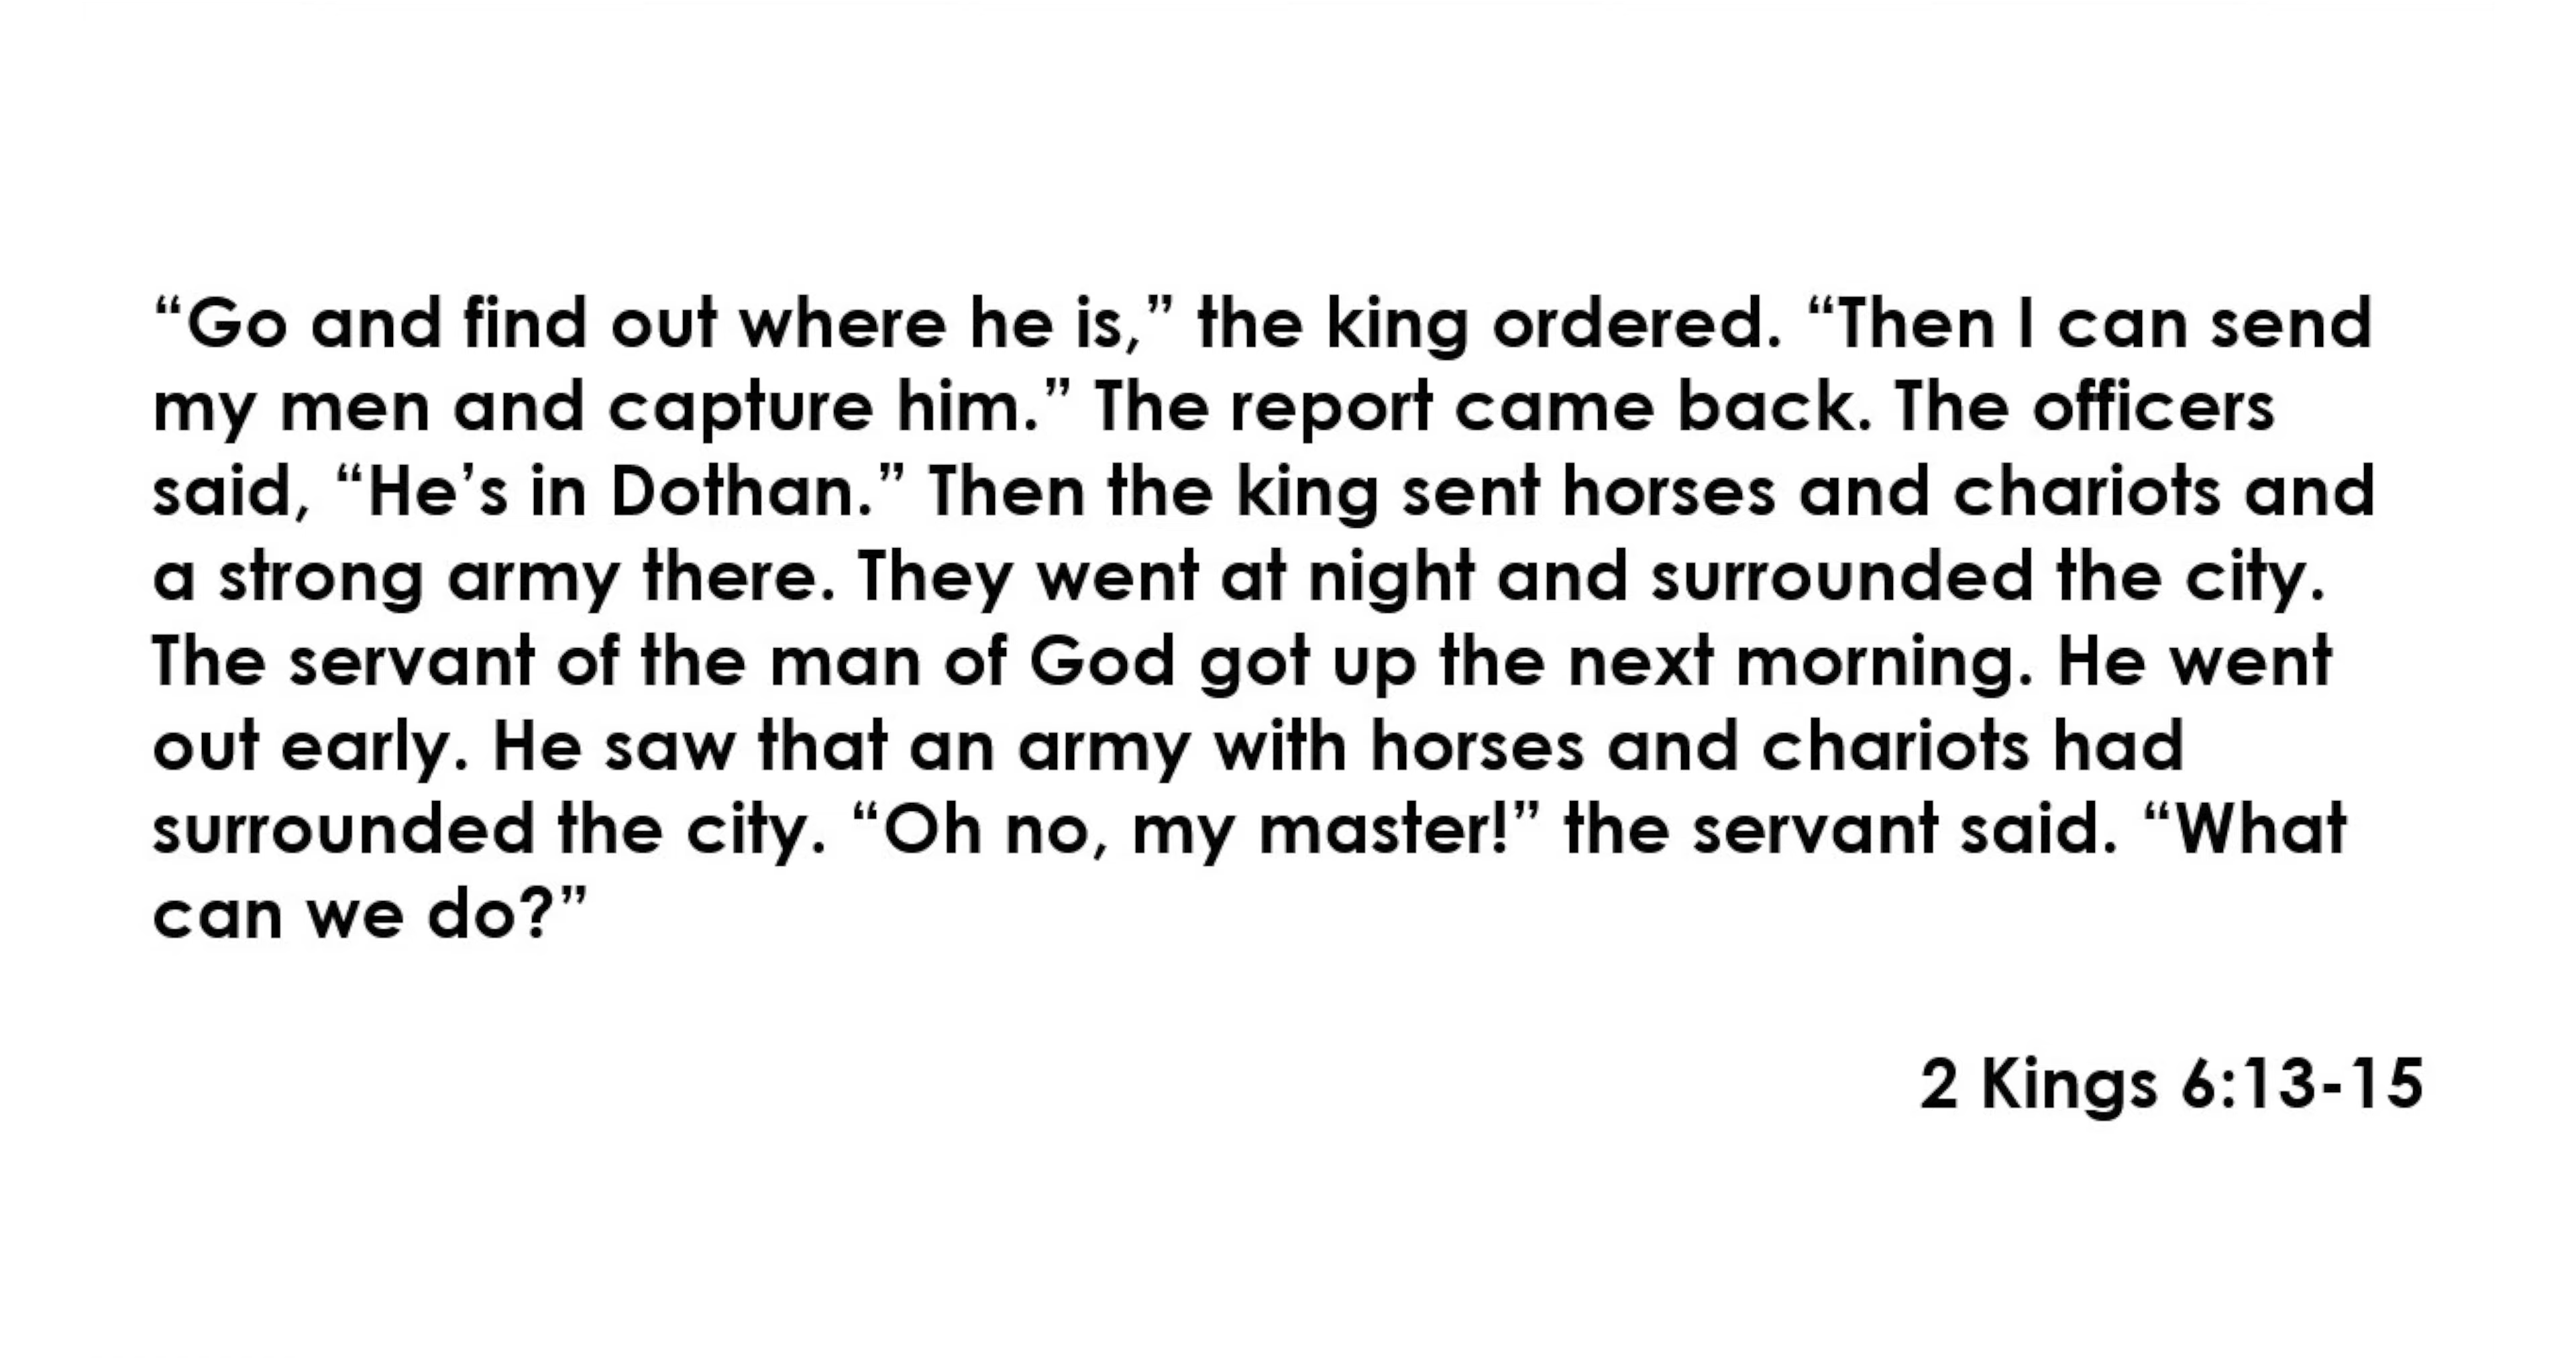 “Go and find out where he is,” the king ordered. “Then I can send
my men and capture him.” The report came back. The officers
said, “He’s in Dothan.” Then the king sent horses and chariots and
a strong army there. They went at night and surrounded the city.
The servant of the man of God got up the next morning. He went
out early. He saw that an army with horses and chariots had
surrounded the city. “Oh no, my master!” the servant said. “What
can we do?”
2 Kings 6:13-15